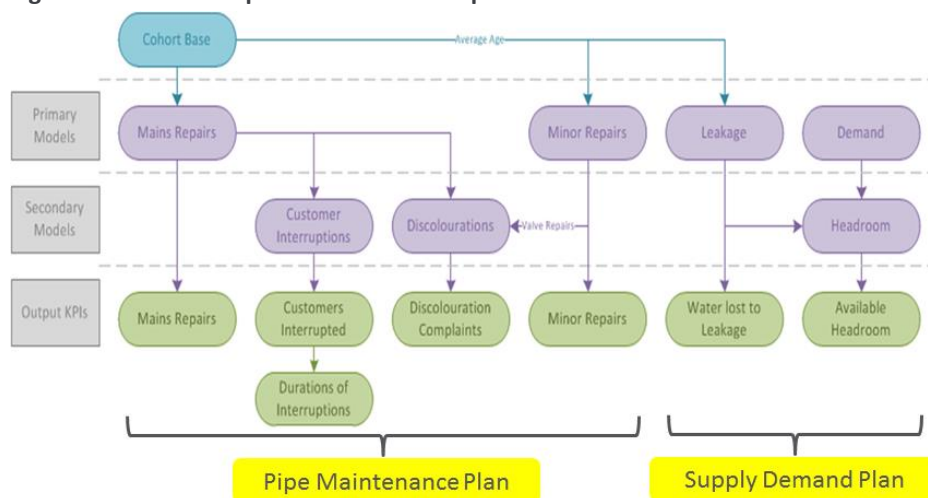 Cohort Base
Average Age
Primary
Models
Mains Repairs
Minor Repairs
Leakage
Demand
Secondary
Models
Customer
Interruptions
Discolourations
Valve Repairs
Headroom
Output KPIs
Mains Repairs
Customers
Interrupted
Discolouration
Complaints
Minor Repairs
Water lost to
Leakage
Available
Headroom
Durations of
Interruptions
Pipe Maintenance Plan
Supply Demand Plan